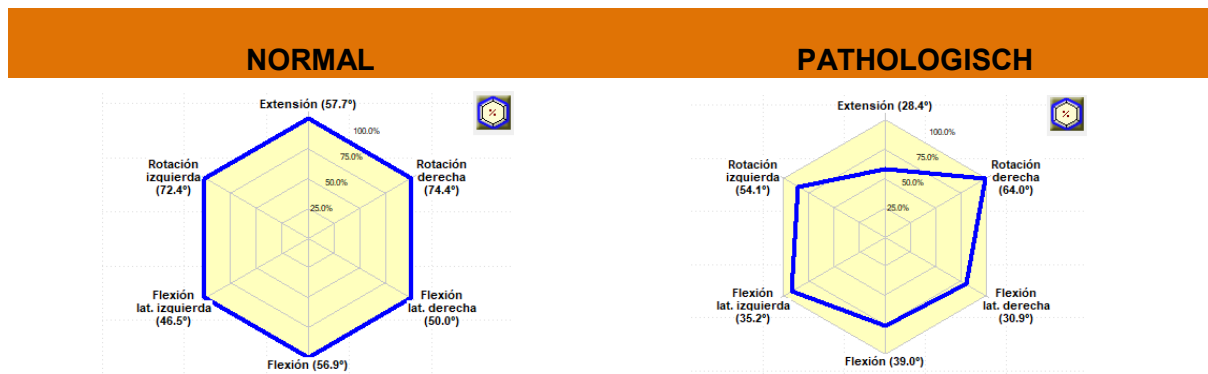 NORMAL
PATHOLOGISCH
Extensión (57.7º)
%
100.0%
75.0%
50.0%
25.0%
Rotación
izquierda
(72.4º)
Rotación
derecha
(74.4º)
Flexión
lat. izquierda
(46.5º)
Flexión
lat. derecha
(50.0º)
Flexión (56.9º)
Extensión (28.4º)
%
100.0%
75.0%
50.0%
25.0%
Rotación
izquierda
(54.1º)
Rotación
derecha
(64.0º)
Flexión
lat. izquierda
(35.2º)
Flexión
lat. derecha
(30.9º)
Flexión (39.0º)